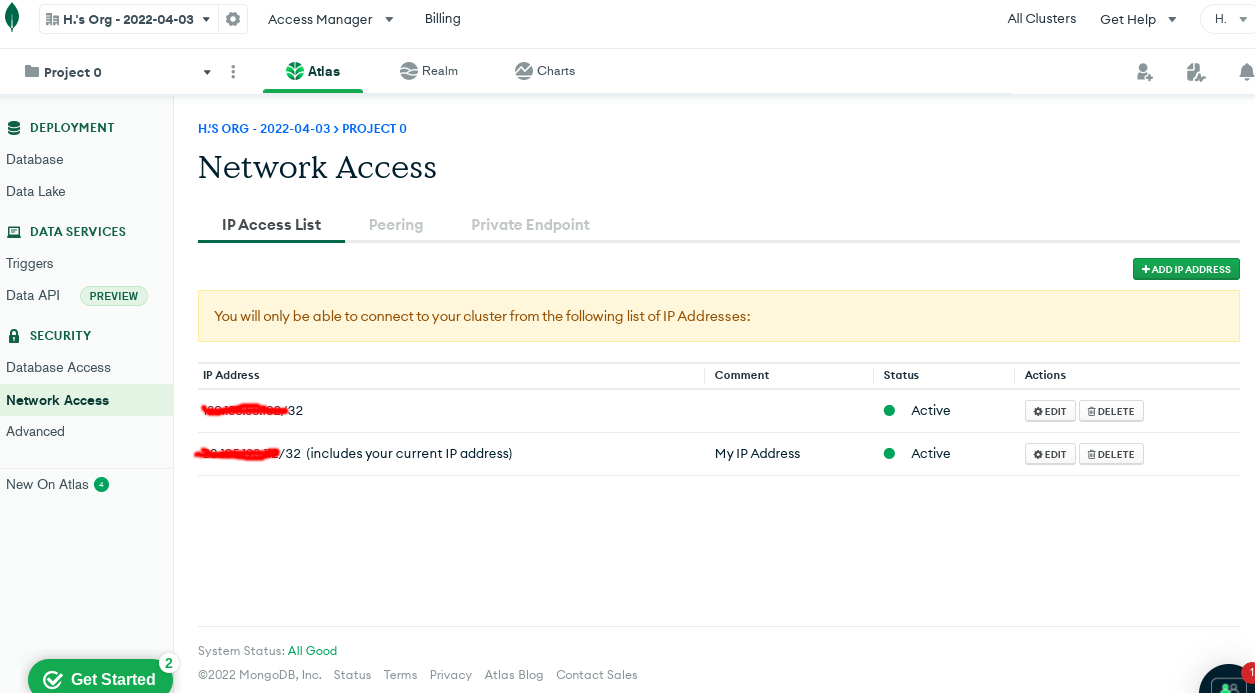 H.'s Org - 2022-04-03
Access Manager
Billing
All Clusters
Get Help
H.
Project 0
Atlas
Realm
Charts
DEPLOYMENT
Database
Data Lake
DATA SERVICES
Triggers
Data API PREVIEW
SECURITY
Database Access
Network Access
Advanced
New On Atlas 4
Get Started 2
H.'S ORG - 2022-04-03 > PROJECT 0
Network Access
IP Access List
Peering
Private Endpoint
+ ADD IP ADDRESS
You will only be able to connect to your cluster from the following list of IP Addresses:
IP Address Comment Status Actions
/32 Active EDIT DELETE
/32 (includes your current IP address) My IP Address Active EDIT DELETE
System Status: All Good
©2022 MongoDB, Inc. Status Terms Privacy Atlas Blog Contact Sales
1